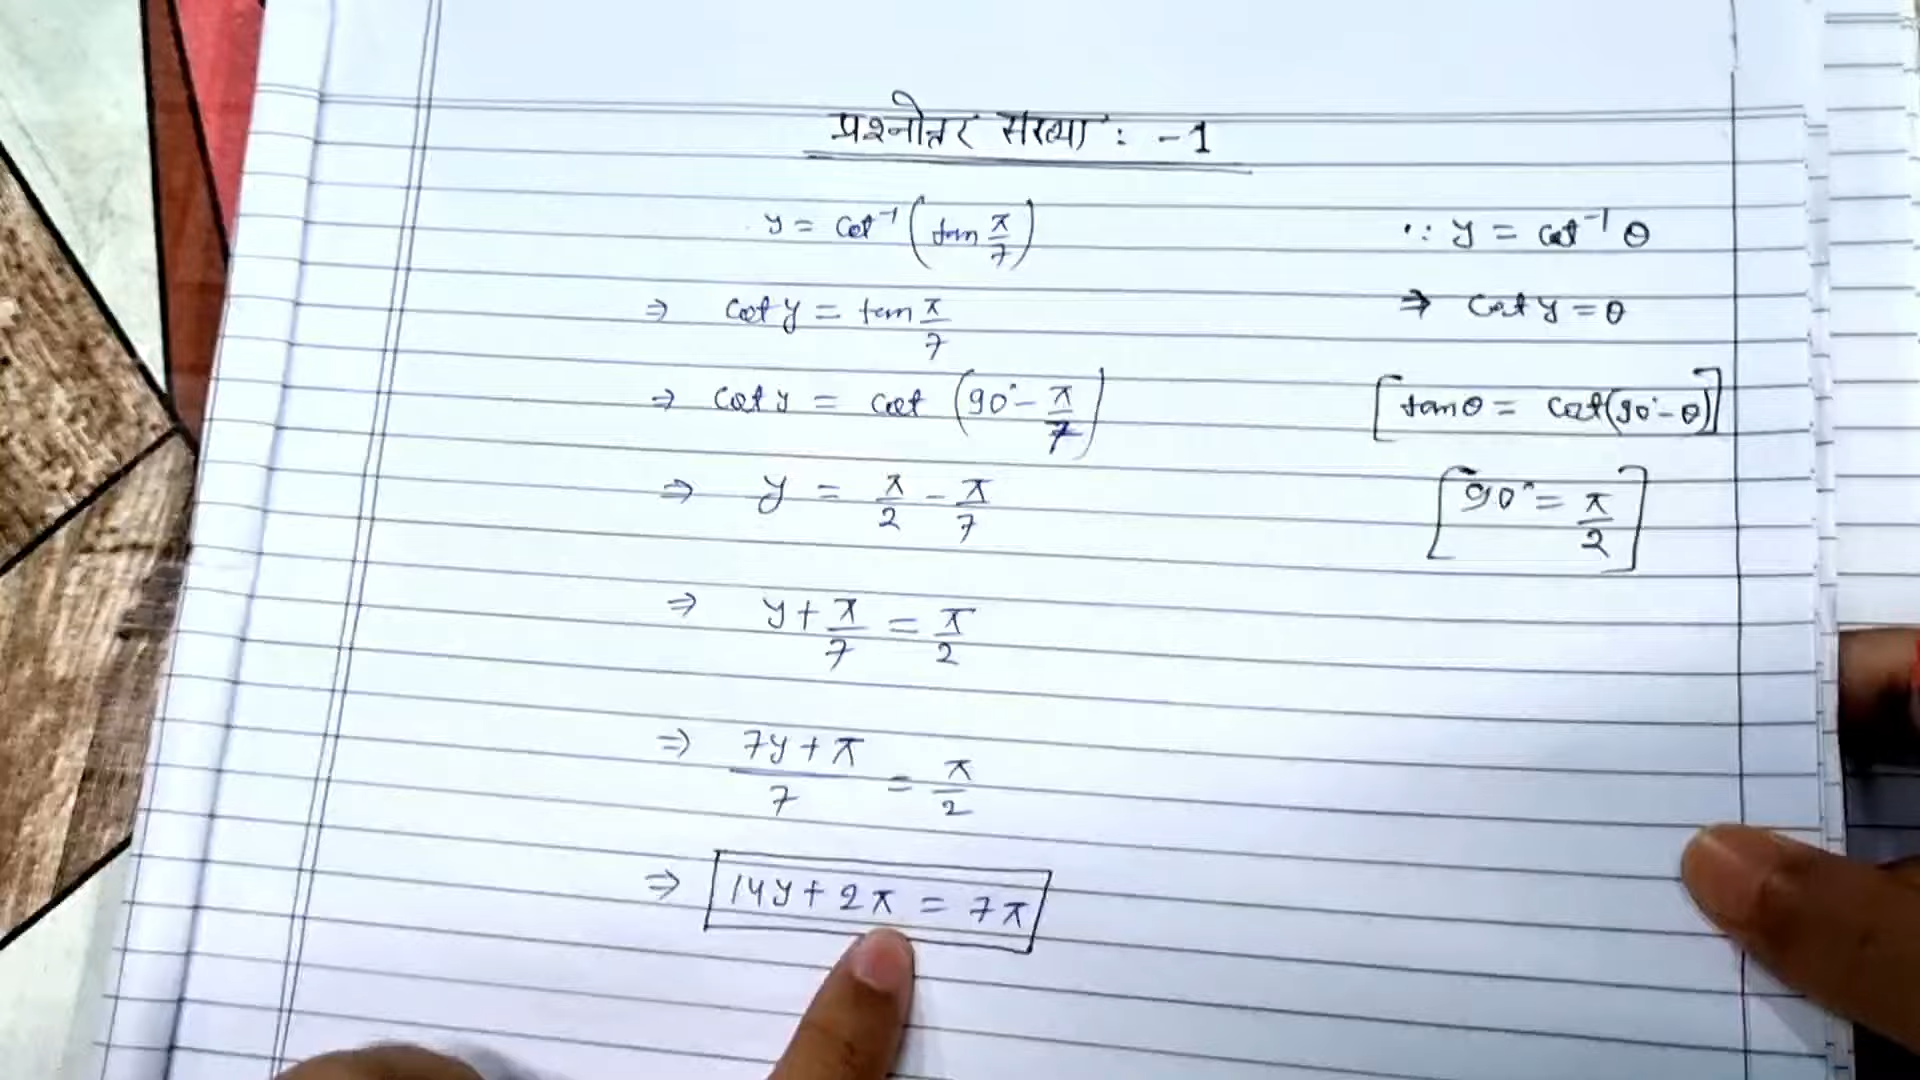 प्रश्नोत्तर संख्या : - 1
y = cot⁻¹ (tan π/7)
∵ y = cot⁻¹ θ
⇒ cot y = tan π/7
⇒ cot y = θ
⇒ cot y = cot (90° - π/7)
[tan θ = cot(90° - θ)]
⇒ y = π/2 - π/7
[90° = π/2]
⇒ y + π/7 = π/2
⇒ 7y + π/7 = π/2
⇒ 14y + 2π = 7π